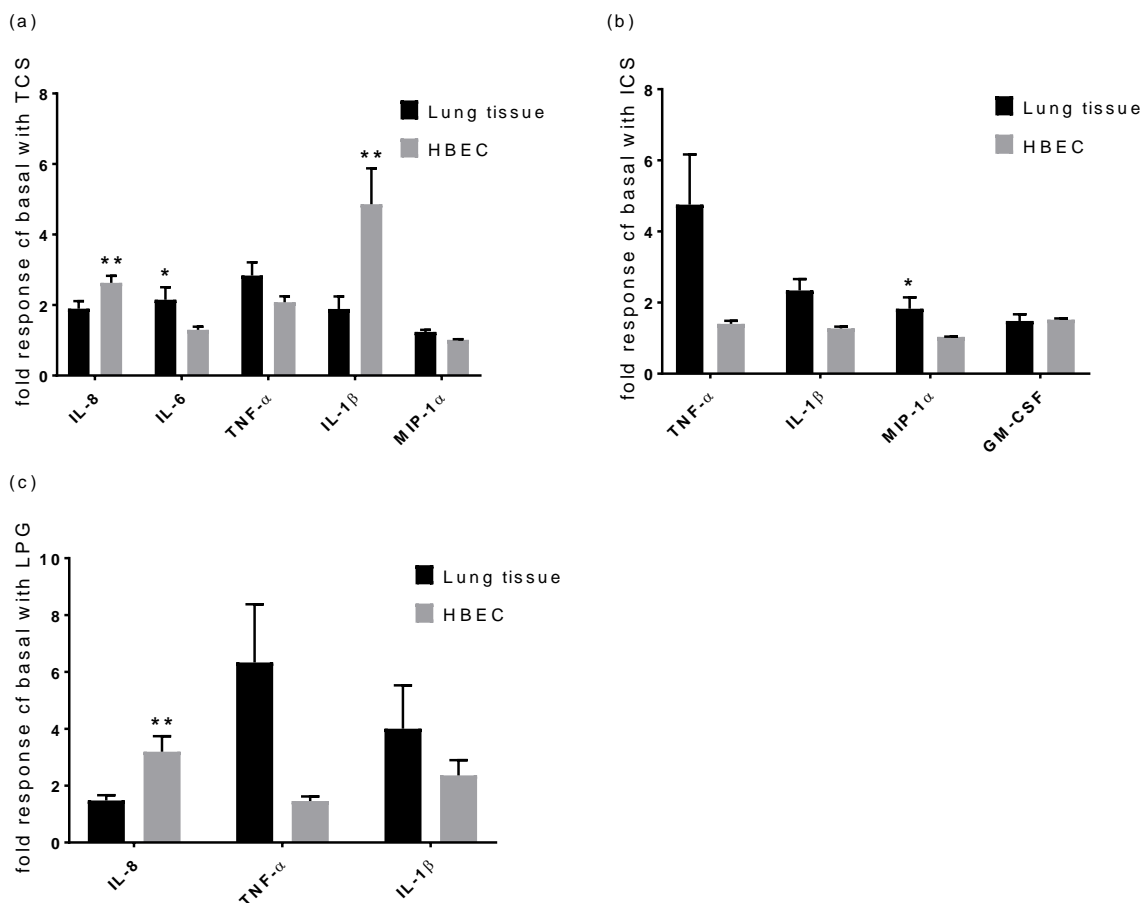 (a)
fold response cf basal with TCS
8
6
4
2
0
Lung tissue
HBEC
**
*
**
IL-8
IL-6
TNF-α
IL-1β
MIP-1α
(b)
fold response cf basal with ICS
8
6
4
2
0
Lung tissue
HBEC
*
TNF-α
IL-1β
MIP-1α
GM-CSF
(c)
fold response cf basal with LPG
10
8
6
4
2
0
Lung tissue
HBEC
**
IL-8
TNF-α
IL-1β